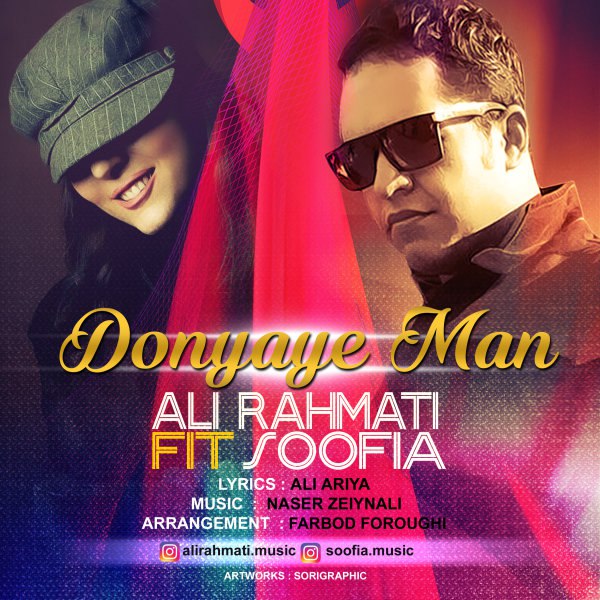 Donyaye Man
ALI RAHMATI
FIT SOOFIA
LYRICS : ALI ARIYA
MUSIC : NASER ZEIYNALI
ARRANGEMENT : FARBOD FOROUGHI
alirahmati.music soofia.music
ARTWORKS : SORIGRAPHIC